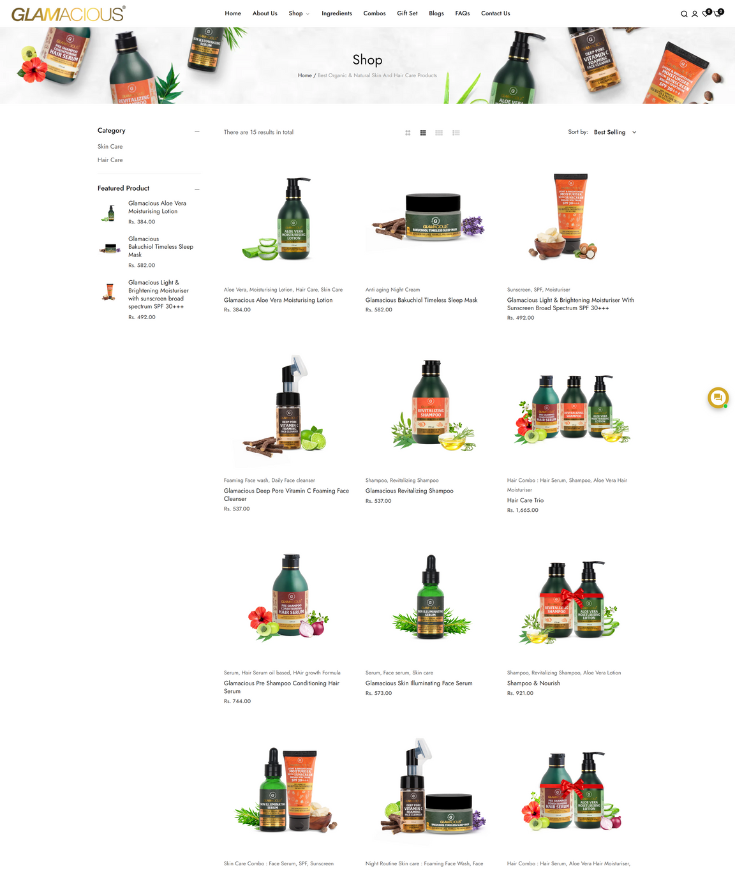 GLAMACIOUS®
Home About Us Shop Ingredients Combos Gift Set Blogs FAQs Contact Us
0 0
Shop
Home / Best Organic & Natural Skin And Hair Care Products
Category
Skin Care
Hair Care
Featured Product
Glamacious Aloe Vera
Moisturising Lotion
Rs. 384.00
Glamacious
Bakuchiol Timeless Sleep
Mask
Rs. 582.00
Glamacious Light &
Brightening Moisturiser
with sunscreen broad
spectrum SPF 30+++
Rs. 492.00
There are 15 results in total
Sort by: Best Selling
Aloe Vera, Moisturising Lotion, Hair Care, Skin Care
Glamacious Aloe Vera Moisturising Lotion
Rs. 384.00
Anti aging Night Cream
Glamacious Bakuchiol Timeless Sleep Mask
Rs. 582.00
Sunscreen, SPF, Moisturiser
Glamacious Light & Brightening Moisturiser With
Sunscreen Broad Spectrum SPF 30+++
Rs. 492.00
Foaming Face wash, Daily Face cleanser
Glamacious Deep Pore Vitamin C Foaming Face
Cleanser
Rs. 537.00
Shampoo, Revitalizing Shampoo
Glamacious Revitalizing Shampoo
Rs. 537.00
Hair Combo : Hair Serum, Shampoo, Aloe Vera Hair
Moisturiser
Hair Care Trio
Rs. 1,665.00
Serum, Hair Serum oil based, HAir growth Formula
Glamacious Pre Shampoo Conditioning Hair
Serum
Rs. 744.00
Serum, Face serum, Skin care
Glamacious Skin Illuminating Face Serum
Rs. 573.00
Shampoo, Revitalising Shampoo, Aloe Vera Lotion
Shampoo & Nourish
Rs. 921.00
Skin Care Combo : Face Serum, SPF, Sunscreen
Night Routine Skin care : Foaming Face Wash, Face
Hair Combo : Hair Serum, Aloe Vera Hair Moisturiser,